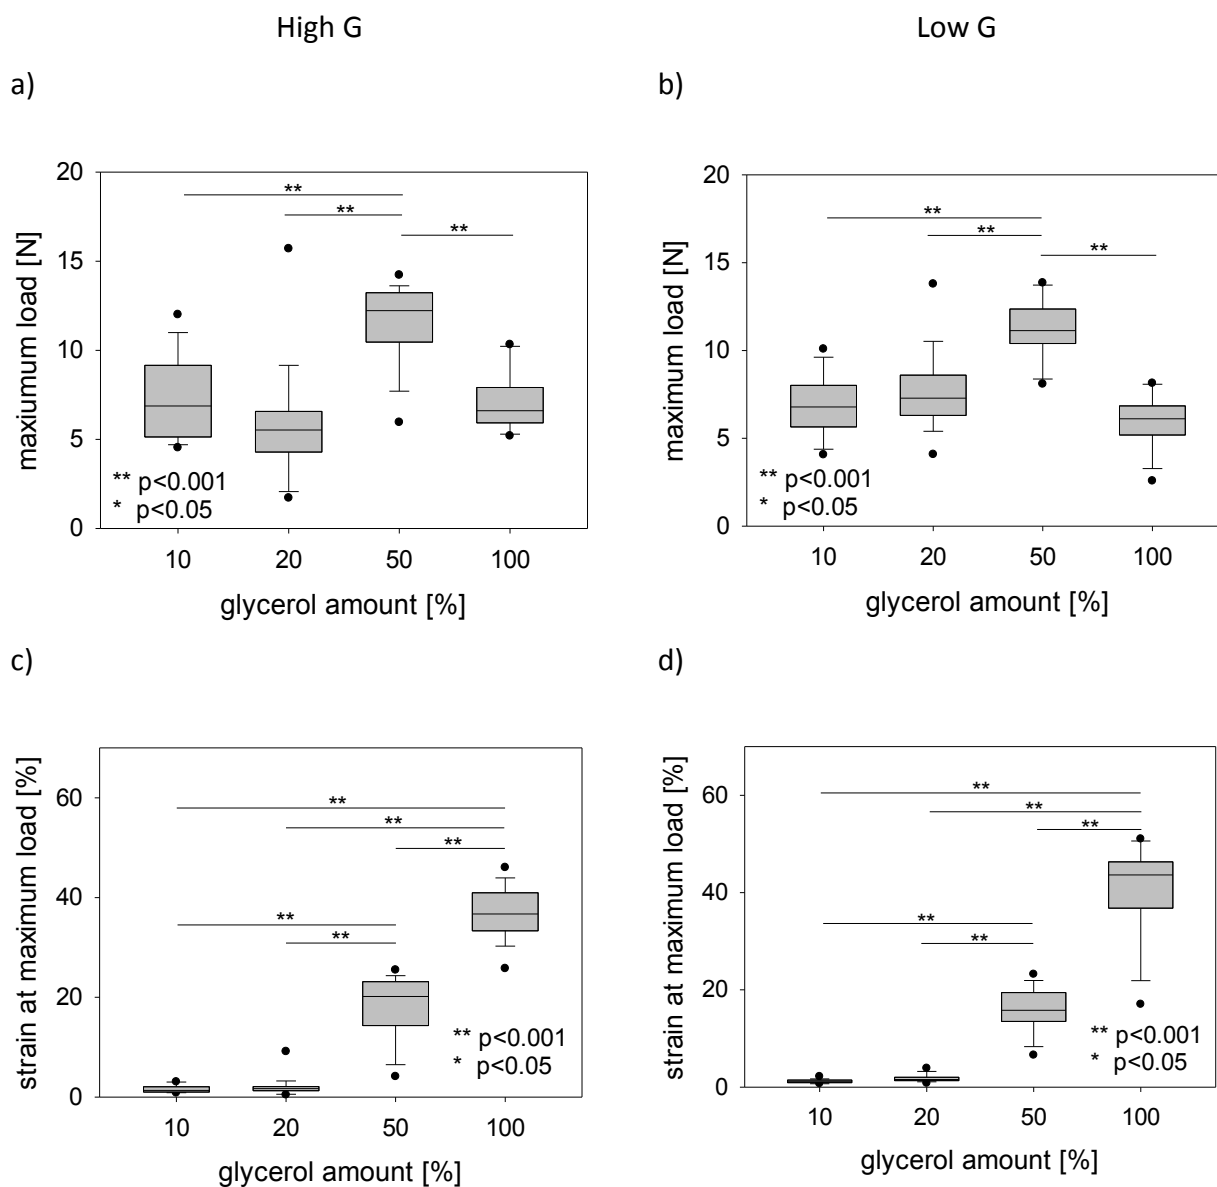 High G
Low G
a)
b)
maxiumum load [N]
20
15
10
5
0
**
**
**
** p<0.001
* p<0.05
10 20 50 100
glycerol amount [%]
maximum load [N]
20
15
10
5
0
**
**
**
** p<0.001
* p<0.05
10 20 50 100
glycerol amount [%]
c)
d)
strain at maximum load [%]
60
40
20
0
**
**
**
**
**
** p<0.001
* p<0.05
10 20 50 100
glycerol amount [%]
strain at maximum load [%]
60
40
20
0
**
**
**
**
**
** p<0.001
* p<0.05
10 20 50 100
glycerol amount [%]